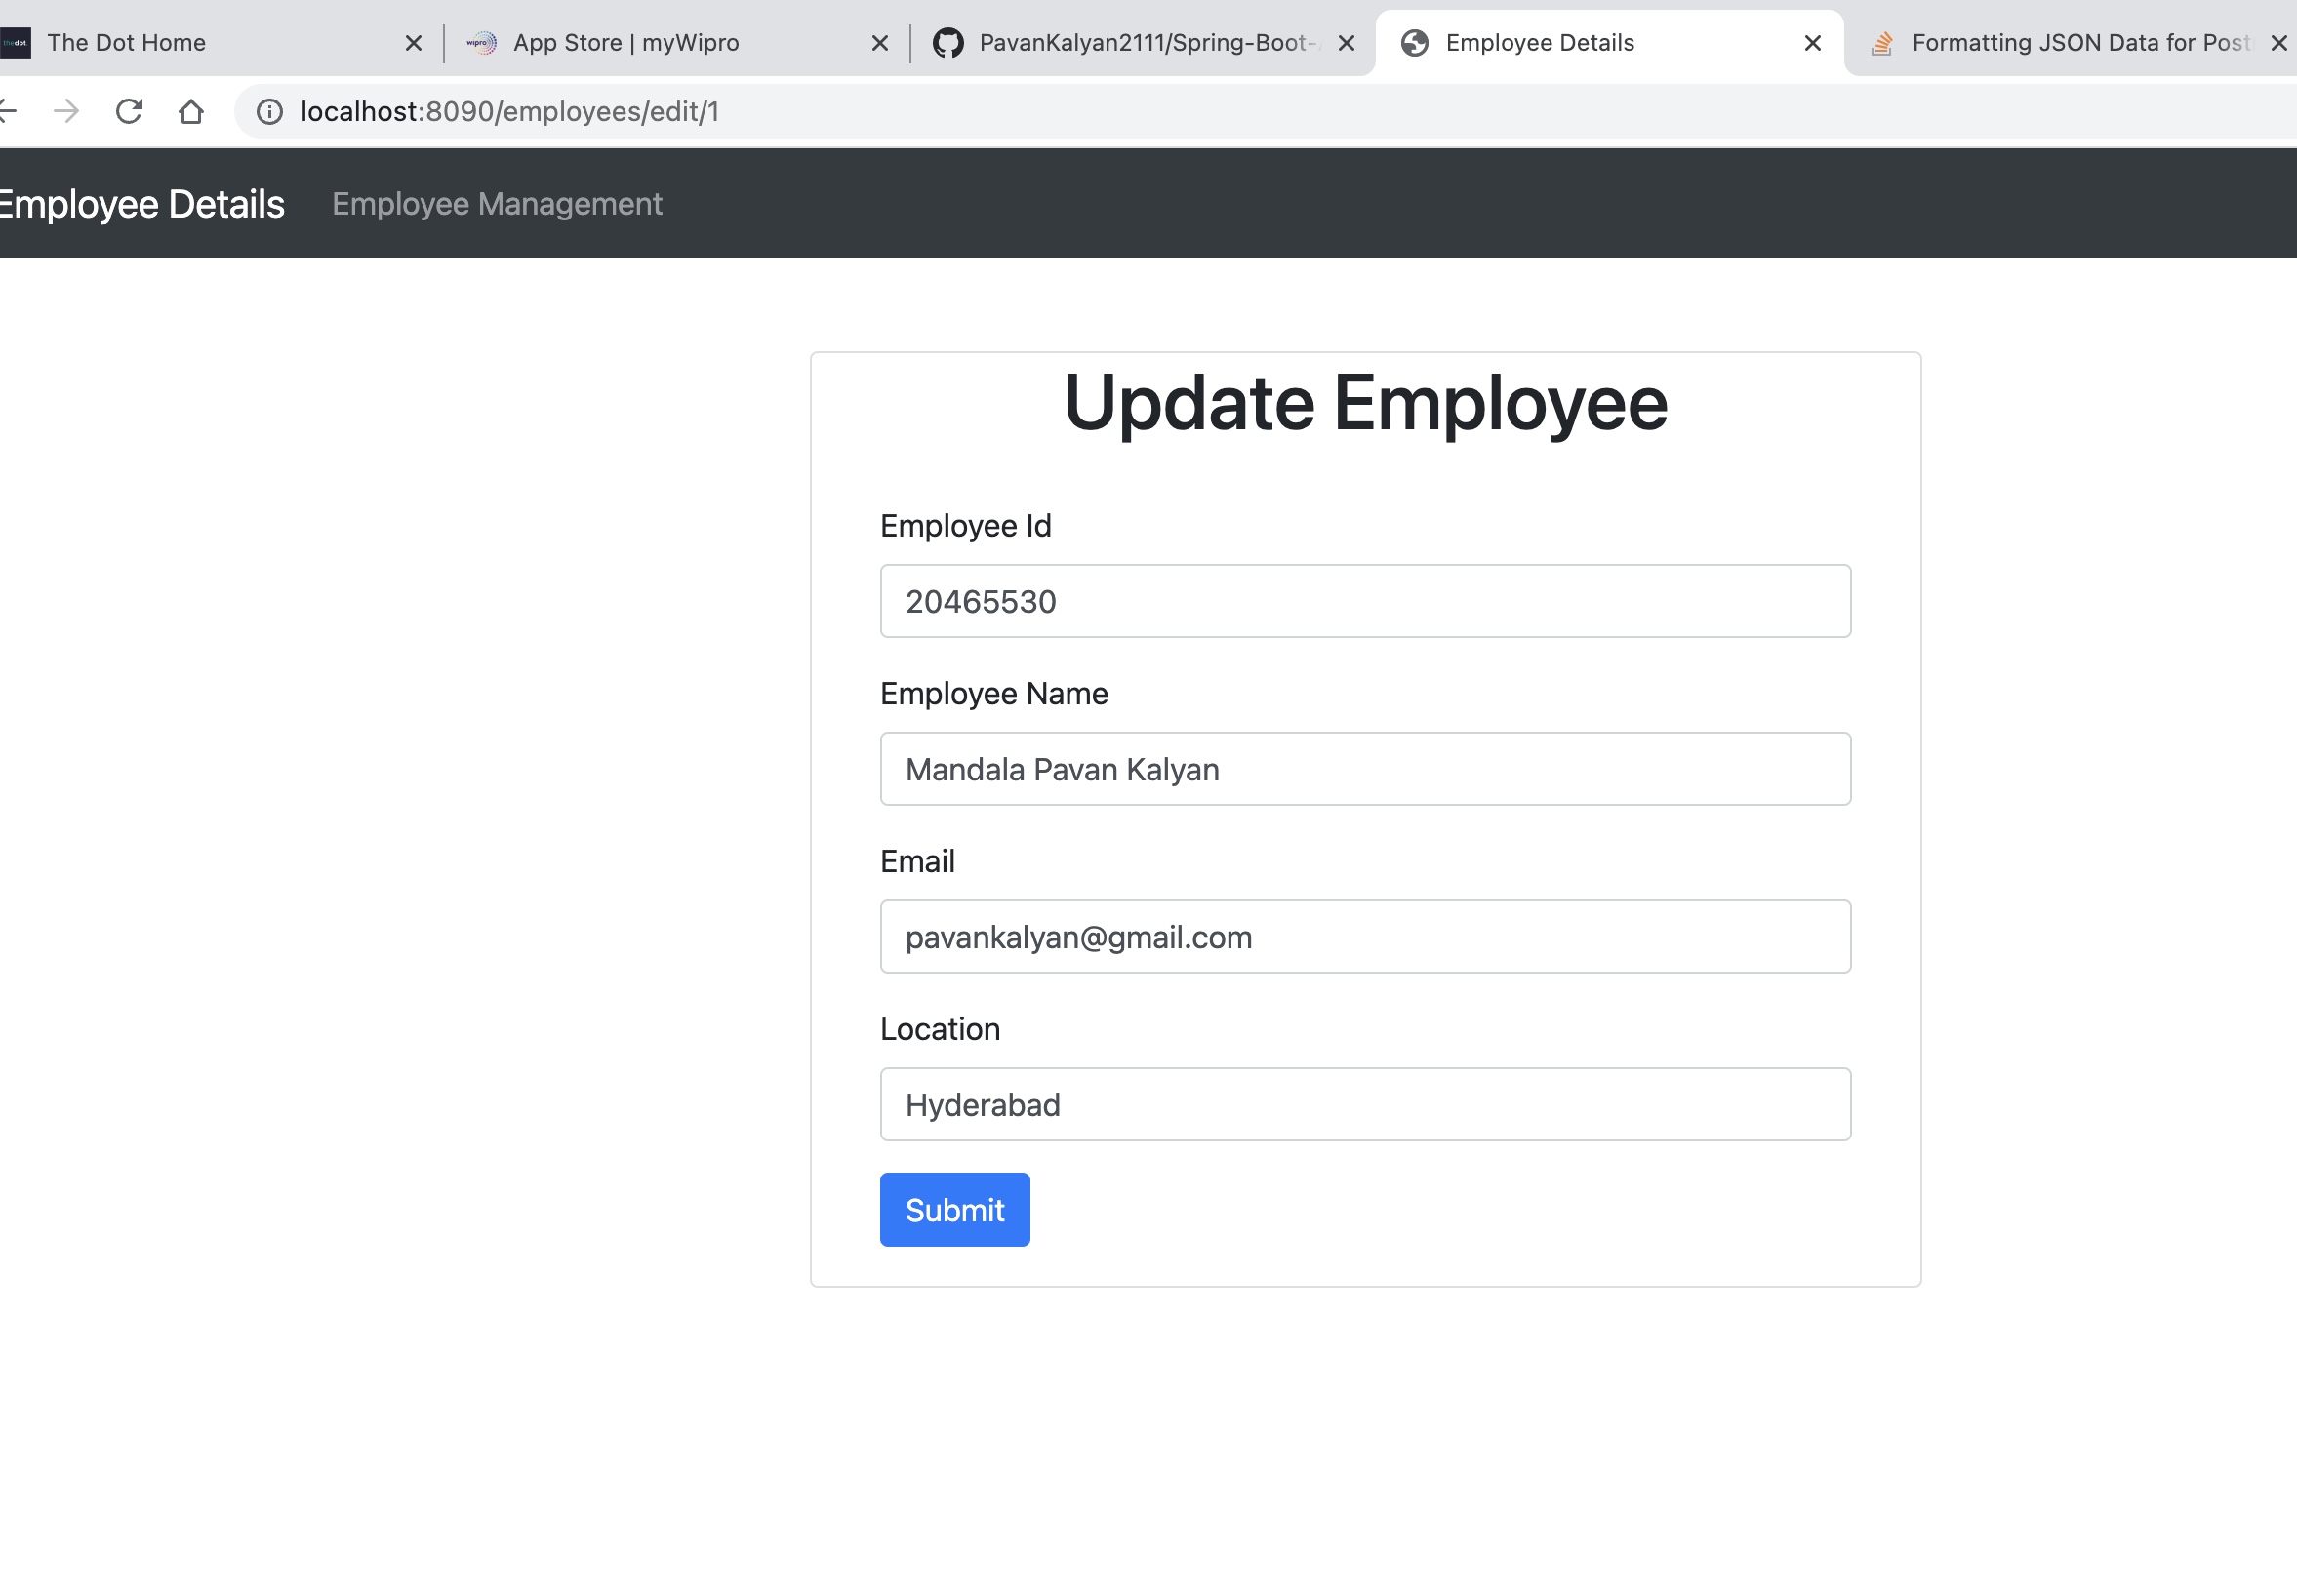 thedot.
The Dot Home
wipro
App Store | myWipro
PavanKalyan2111/Spring-Boot-
Employee Details
Formatting JSON Data for Post
localhost:8090/employees/edit/1
Employee Details
Employee Management
Update Employee
Employee Id
20465530
Employee Name
Mandala Pavan Kalyan
Email
pavankalyan@gmail.com
Location
Hyderabad
Submit